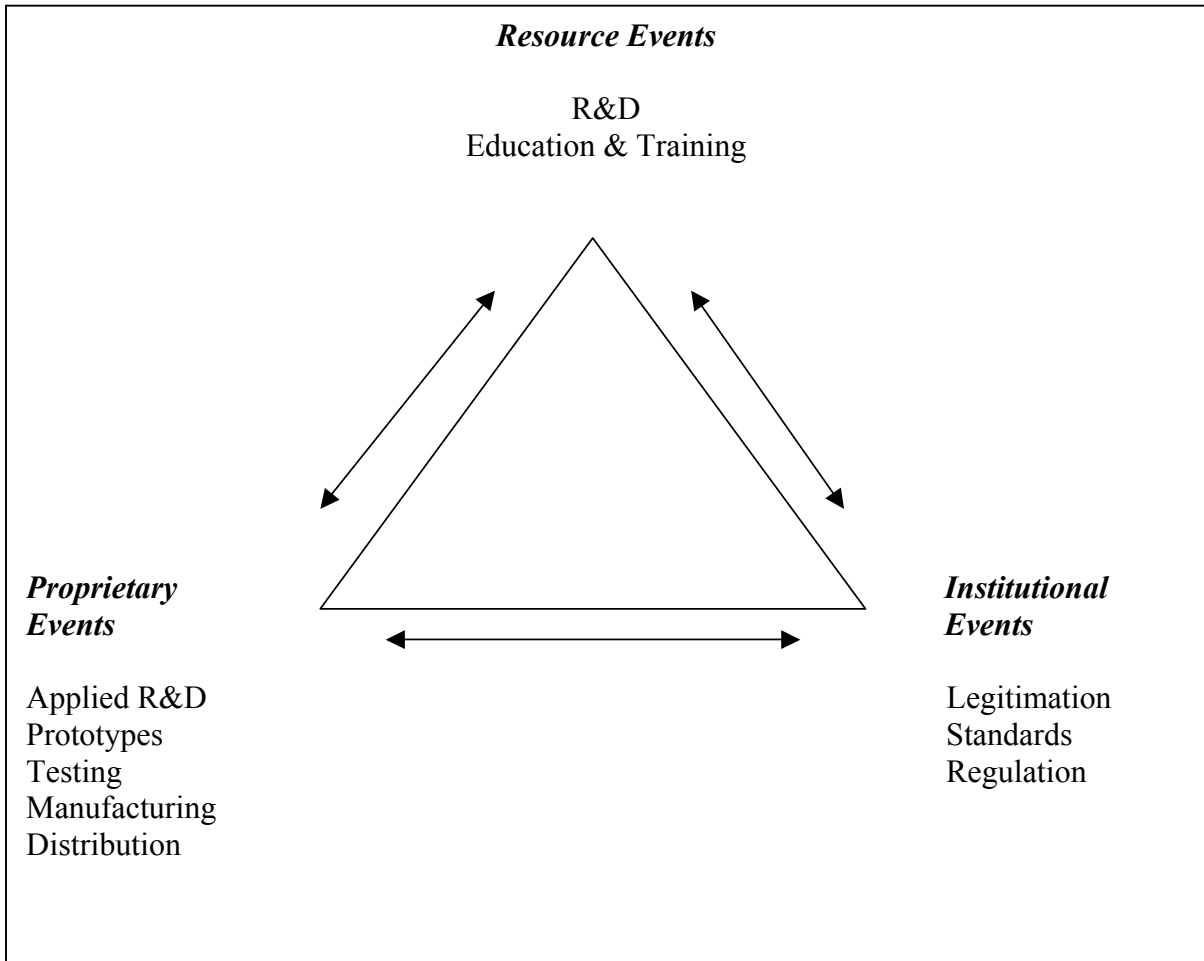 Resource Events
R&D
Education & Training
Proprietary
Events
Applied R&D
Prototypes
Testing
Manufacturing
Distribution
Institutional
Events
Legitimation
Standards
Regulation